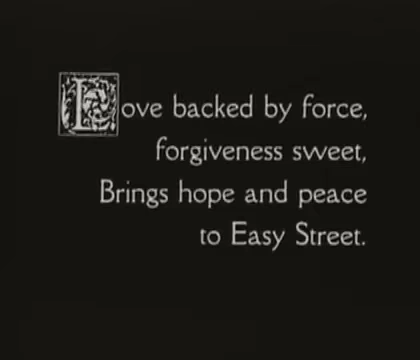 Love backed by force,
forgiveness sweet,
Brings hope and peace
to Easy Street.